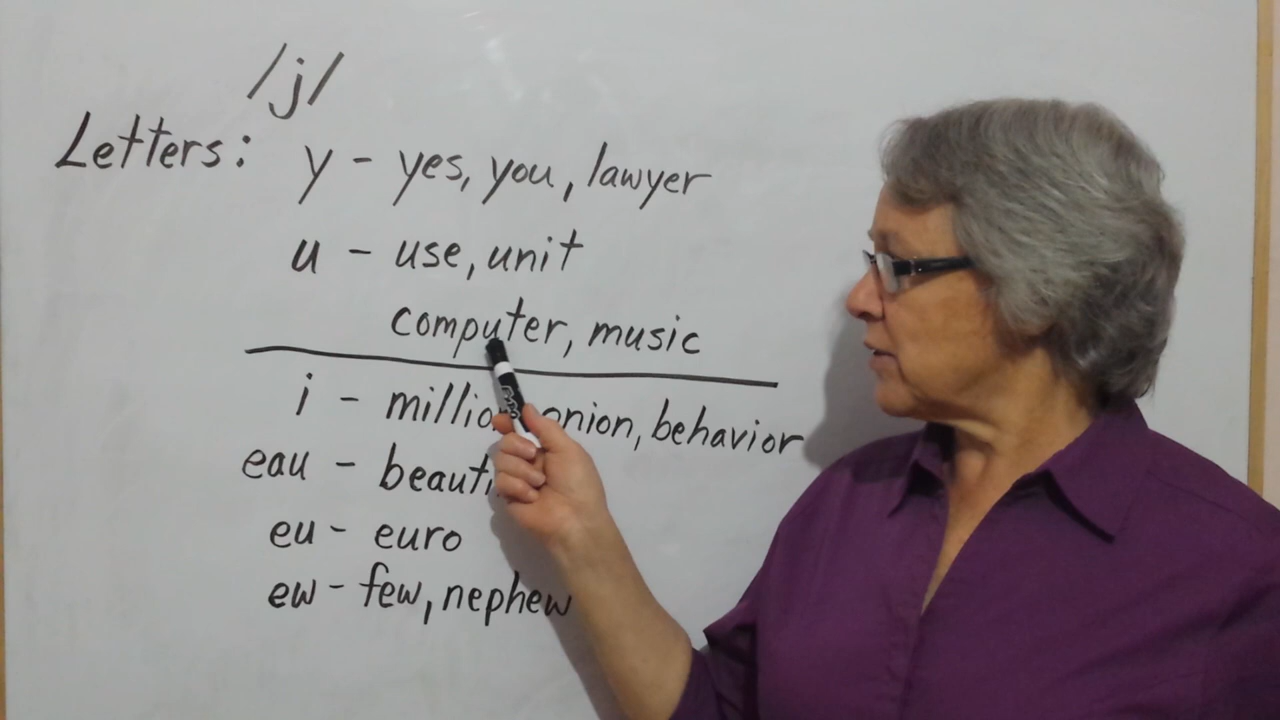 /j/
Letters: y - yes, you, lawyer
u - use, unit
computer, music
i - onion, behavior
eau -
eu - euro
ew - few, nephew